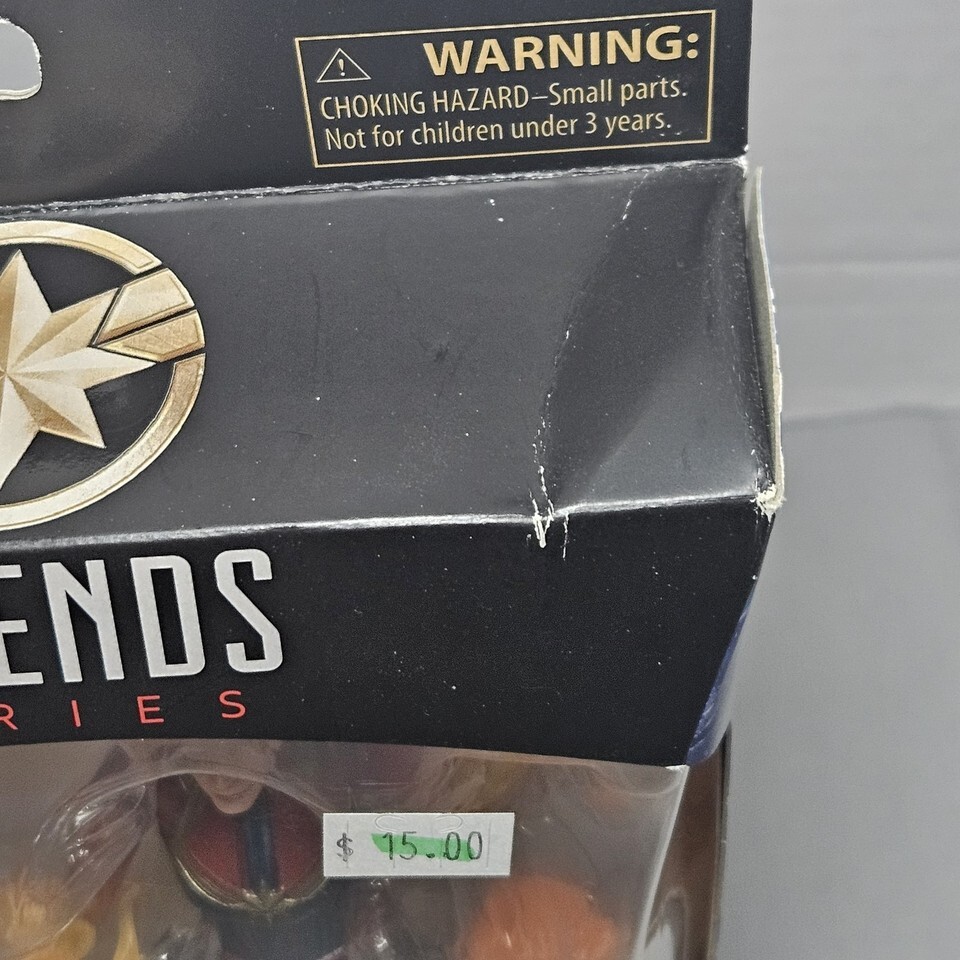 WARNING:
CHOKING HAZARD–Small parts.
Not for children under 3 years.
ENDS
RIES
$ 15.00